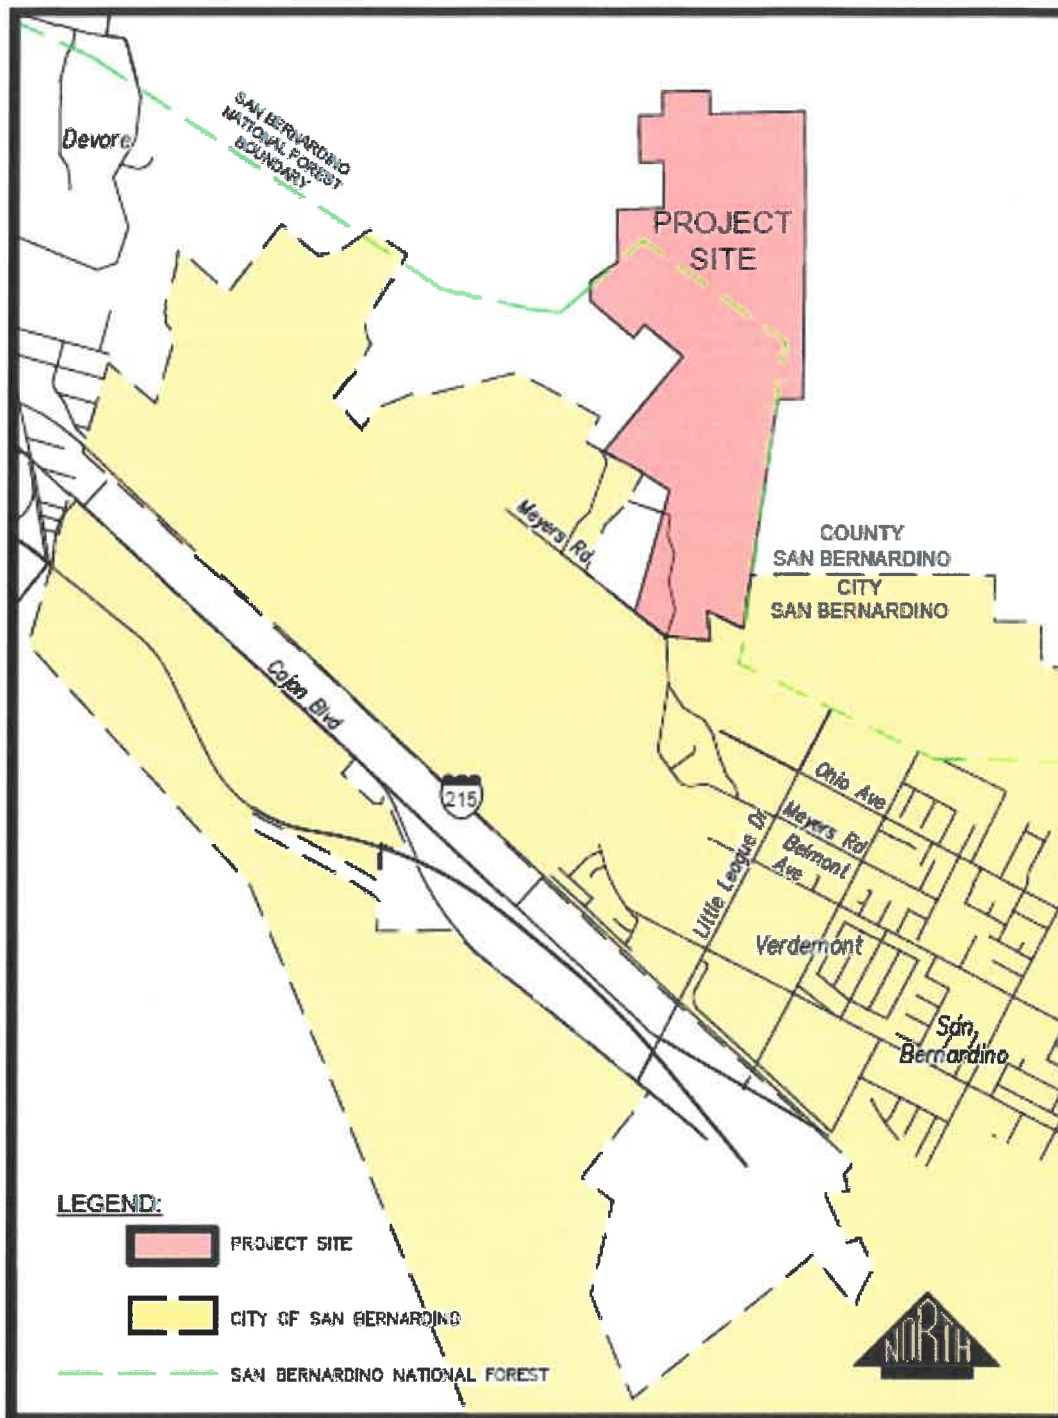 SAN BERNARDINO
NATIONAL FOREST
BOUNDARY
Devore
PROJECT
SITE
Meyers Rd.
COUNTY
SAN BERNARDINO
CITY
SAN BERNARDINO
Cajon Blvd
215
Ohio Ave
Meyers Rd
Belmont
Ave
Little League Dr.
Verdemont
San
Bernardino
LEGEND:
PROJECT SITE
CITY OF SAN BERNARDINO
SAN BERNARDINO NATIONAL FOREST
NORTH